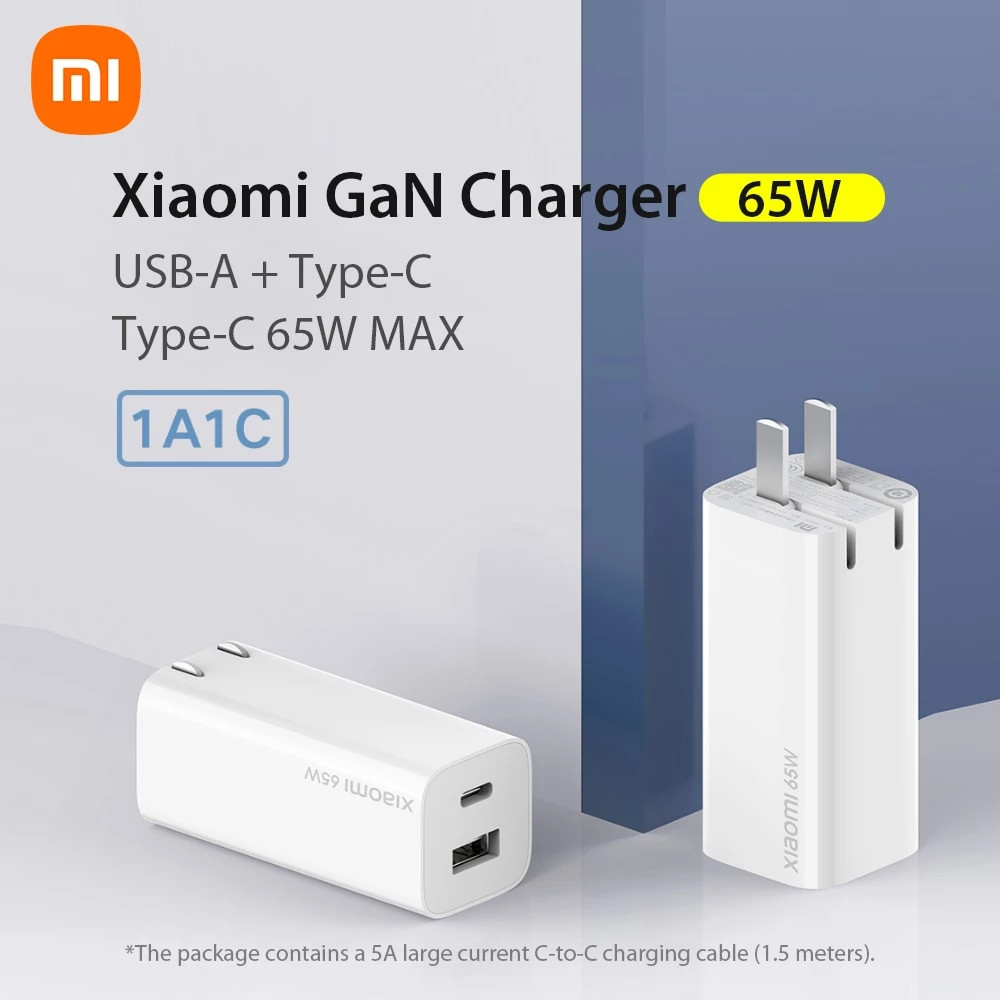 mi
Xiaomi GaN Charger 65W
USB-A + Type-C
Type-C 65W MAX
1A1C
mi
xiaomi 65W
xiaomi 65W
*The package contains a 5A large current C-to-C charging cable (1.5 meters).